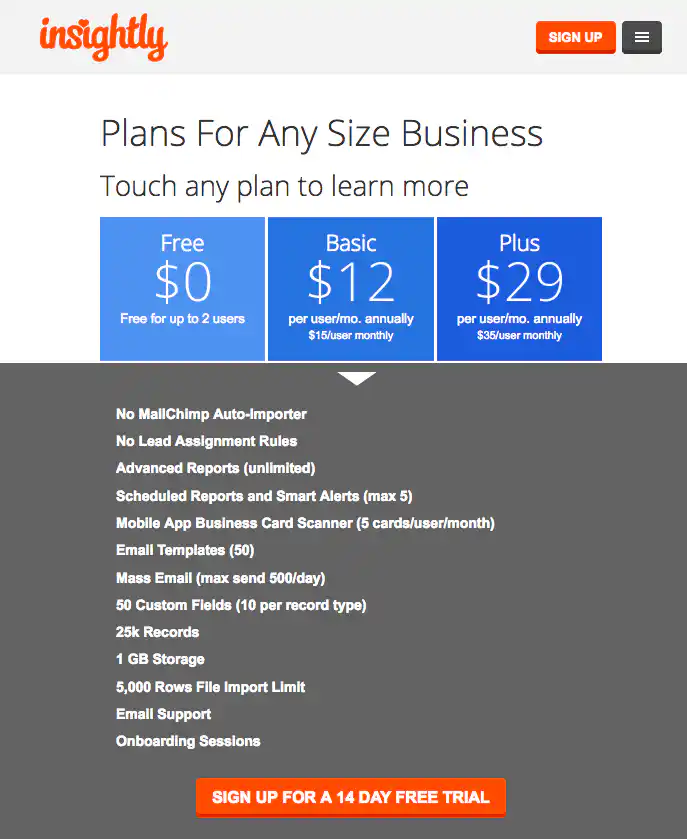 insightly
SIGN UP
Plans For Any Size Business
Touch any plan to learn more
Free
$0
Free for up to 2 users
Basic
$12
per user/mo. annually
$15/user monthly
Plus
$29
per user/mo. annually
$35/user monthly
No MailChimp Auto-Importer
No Lead Assignment Rules
Advanced Reports (unlimited)
Scheduled Reports and Smart Alerts (max 5)
Mobile App Business Card Scanner (5 cards/user/month)
Email Templates (50)
Mass Email (max send 500/day)
50 Custom Fields (10 per record type)
25k Records
1 GB Storage
5,000 Rows File Import Limit
Email Support
Onboarding Sessions
SIGN UP FOR A 14 DAY FREE TRIAL